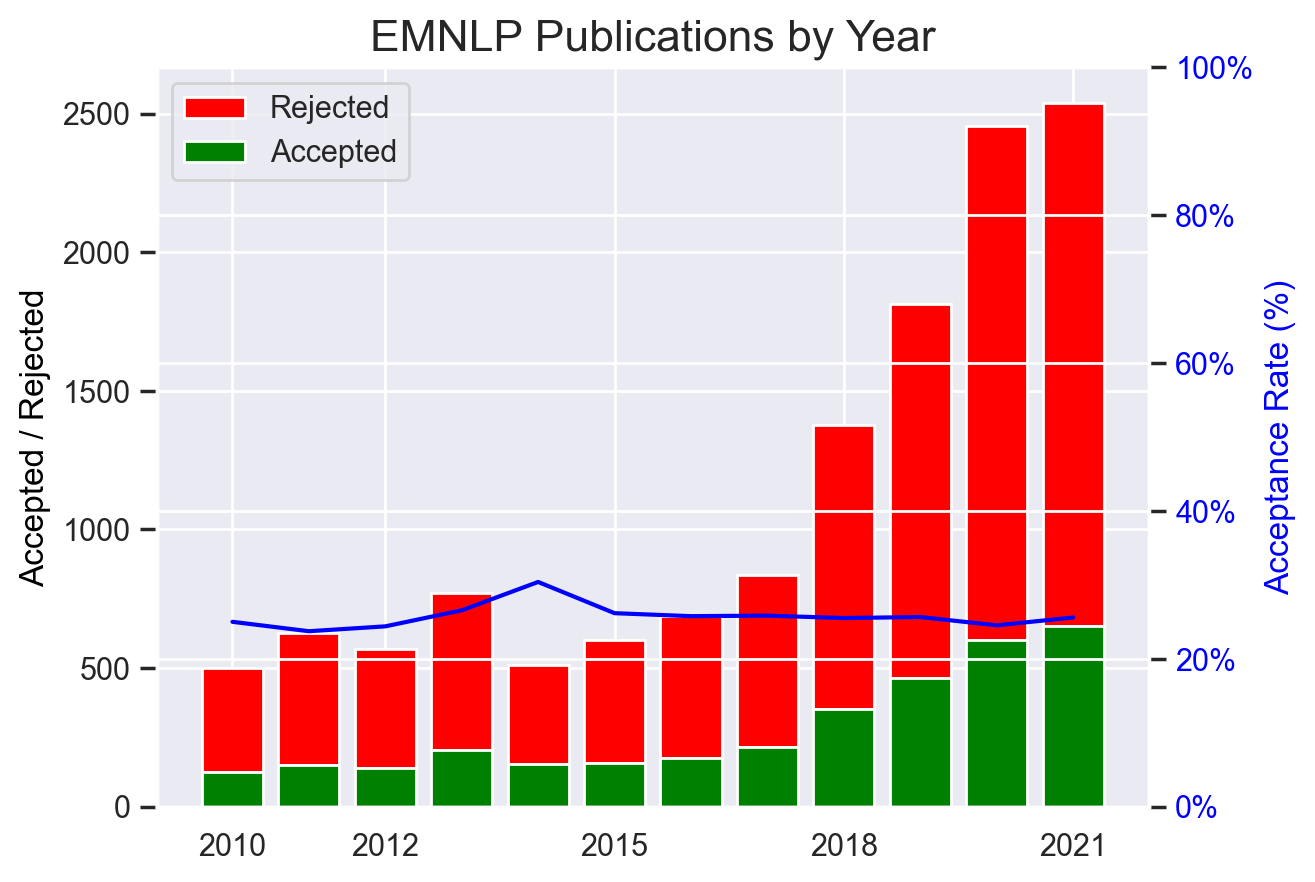 EMNLP Publications by Year
Rejected
Accepted
Accepted / Rejected
2500
2000
1500
1000
500
0
100%
80%
60%
40%
20%
0%
Acceptance Rate (%)
2010 2012 2015 2018 2021